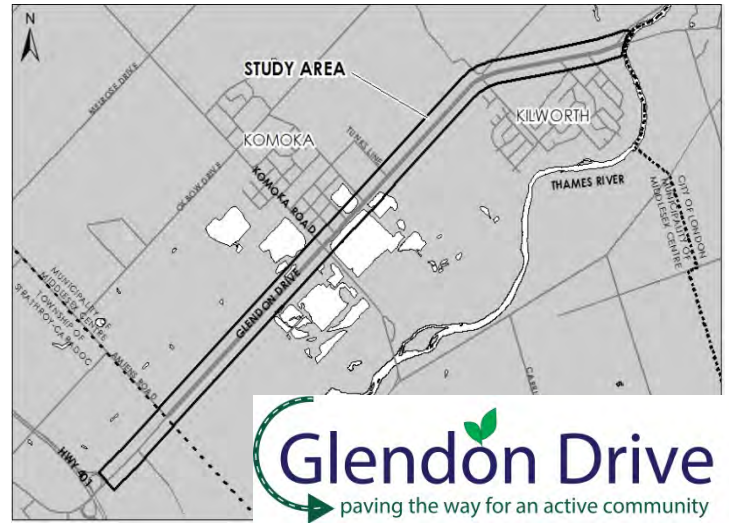 N
STUDY AREA
MELROSE DRIVE
KOMOKA
TUNKS LINE
KILWORTH
OXBOW DRIVE
KOMOKA ROAD
THAMES RIVER
CITY OF LONDON
MUNICIPALITY OF
MIDDLESEX CENTRE
GLENDON DRIVE
MUNICIPALITY OF
MIDDLESEX CENTRE
TOWNSHIP OF
STRATHROY-CARADOC
AMIENS ROAD
HWY 401
Glendon Drive
paving the way for an active community